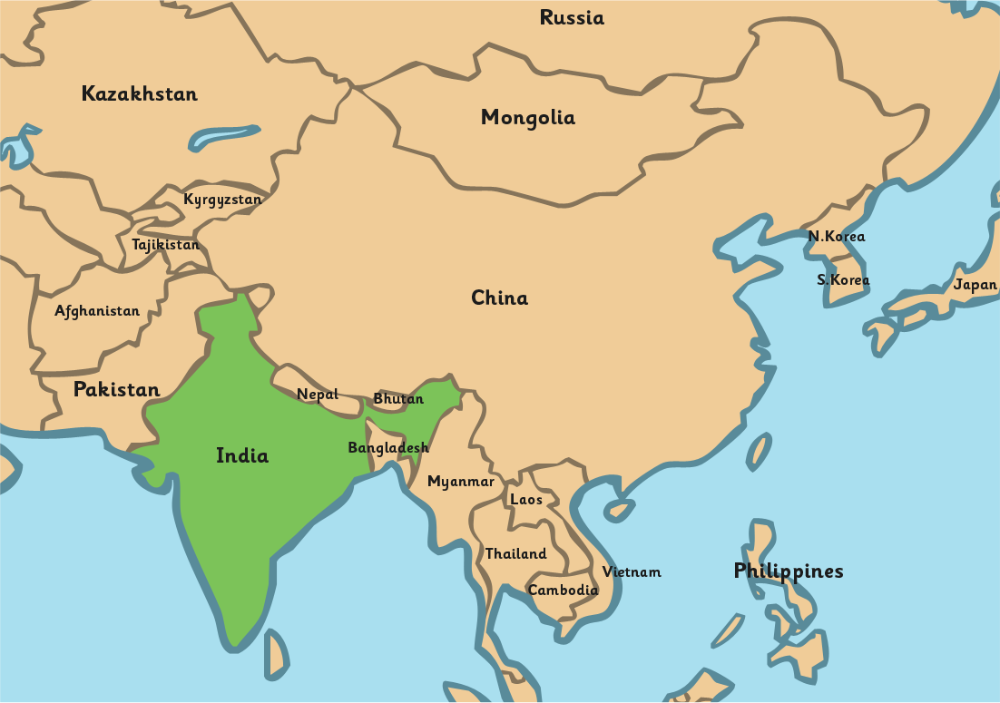 Russia
Kazakhstan
Mongolia
Kyrgyzstan
Tajikistan
N.Korea
S.Korea
Japan
China
Afghanistan
Pakistan
Nepal
Bhutan
Bangladesh
India
Myanmar
Laos
Thailand
Vietnam
Philippines
Cambodia